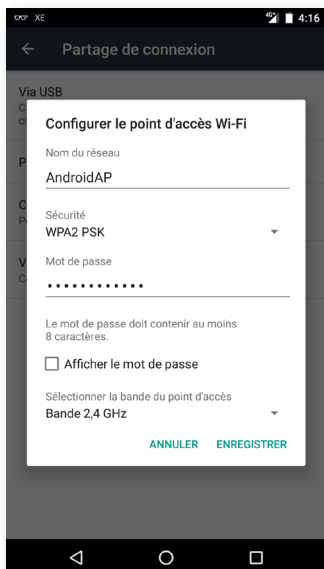 XE 4G 4:16
Partage de connexion
Via USB
C
co
Configurer le point d'accès Wi-Fi
Nom du réseau
P
AndroidAP
C
Sécurité
P
WPA2 PSK
V
Mot de passe
C
••••••••••••
Le mot de passe doit contenir au moins
8 caractères.
Afficher le mot de passe
Sélectionner la bande du point d'accès
Bande 2,4 GHz
ANNULER ENREGISTRER